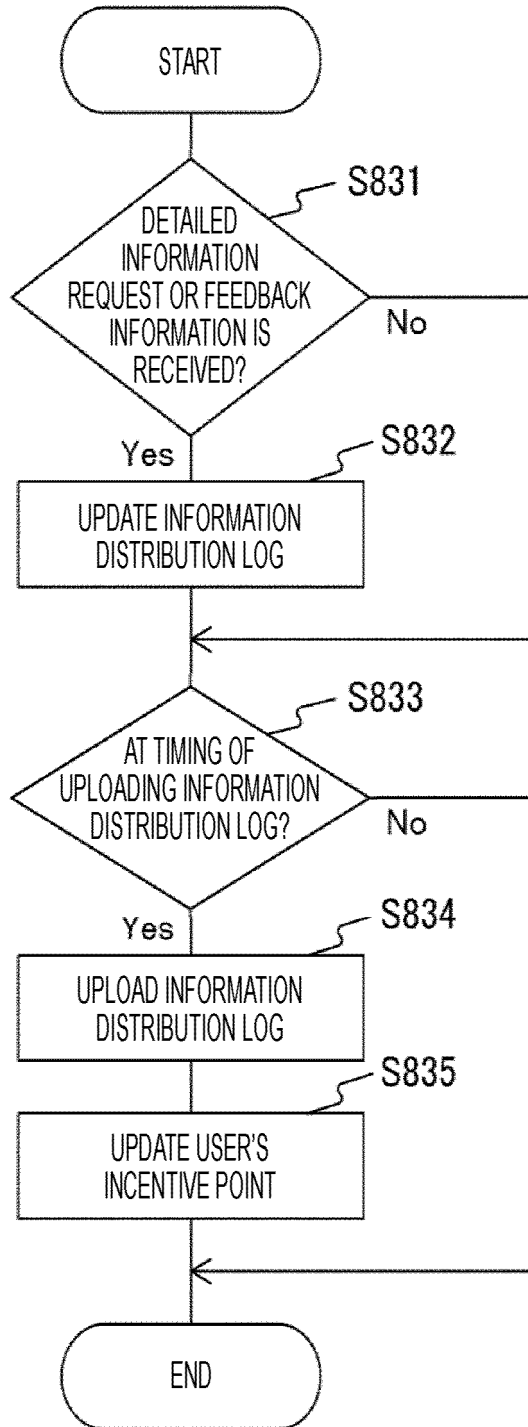 START
S831
DETAILED
INFORMATION
REQUEST OR FEEDBACK
INFORMATION IS
RECEIVED?
No
Yes
S832
UPDATE INFORMATION
DISTRIBUTION LOG
S833
AT TIMING OF
UPLOADING INFORMATION
DISTRIBUTION LOG?
No
Yes
S834
UPLOAD INFORMATION
DISTRIBUTION LOG
S835
UPDATE USER'S
INCENTIVE POINT
END